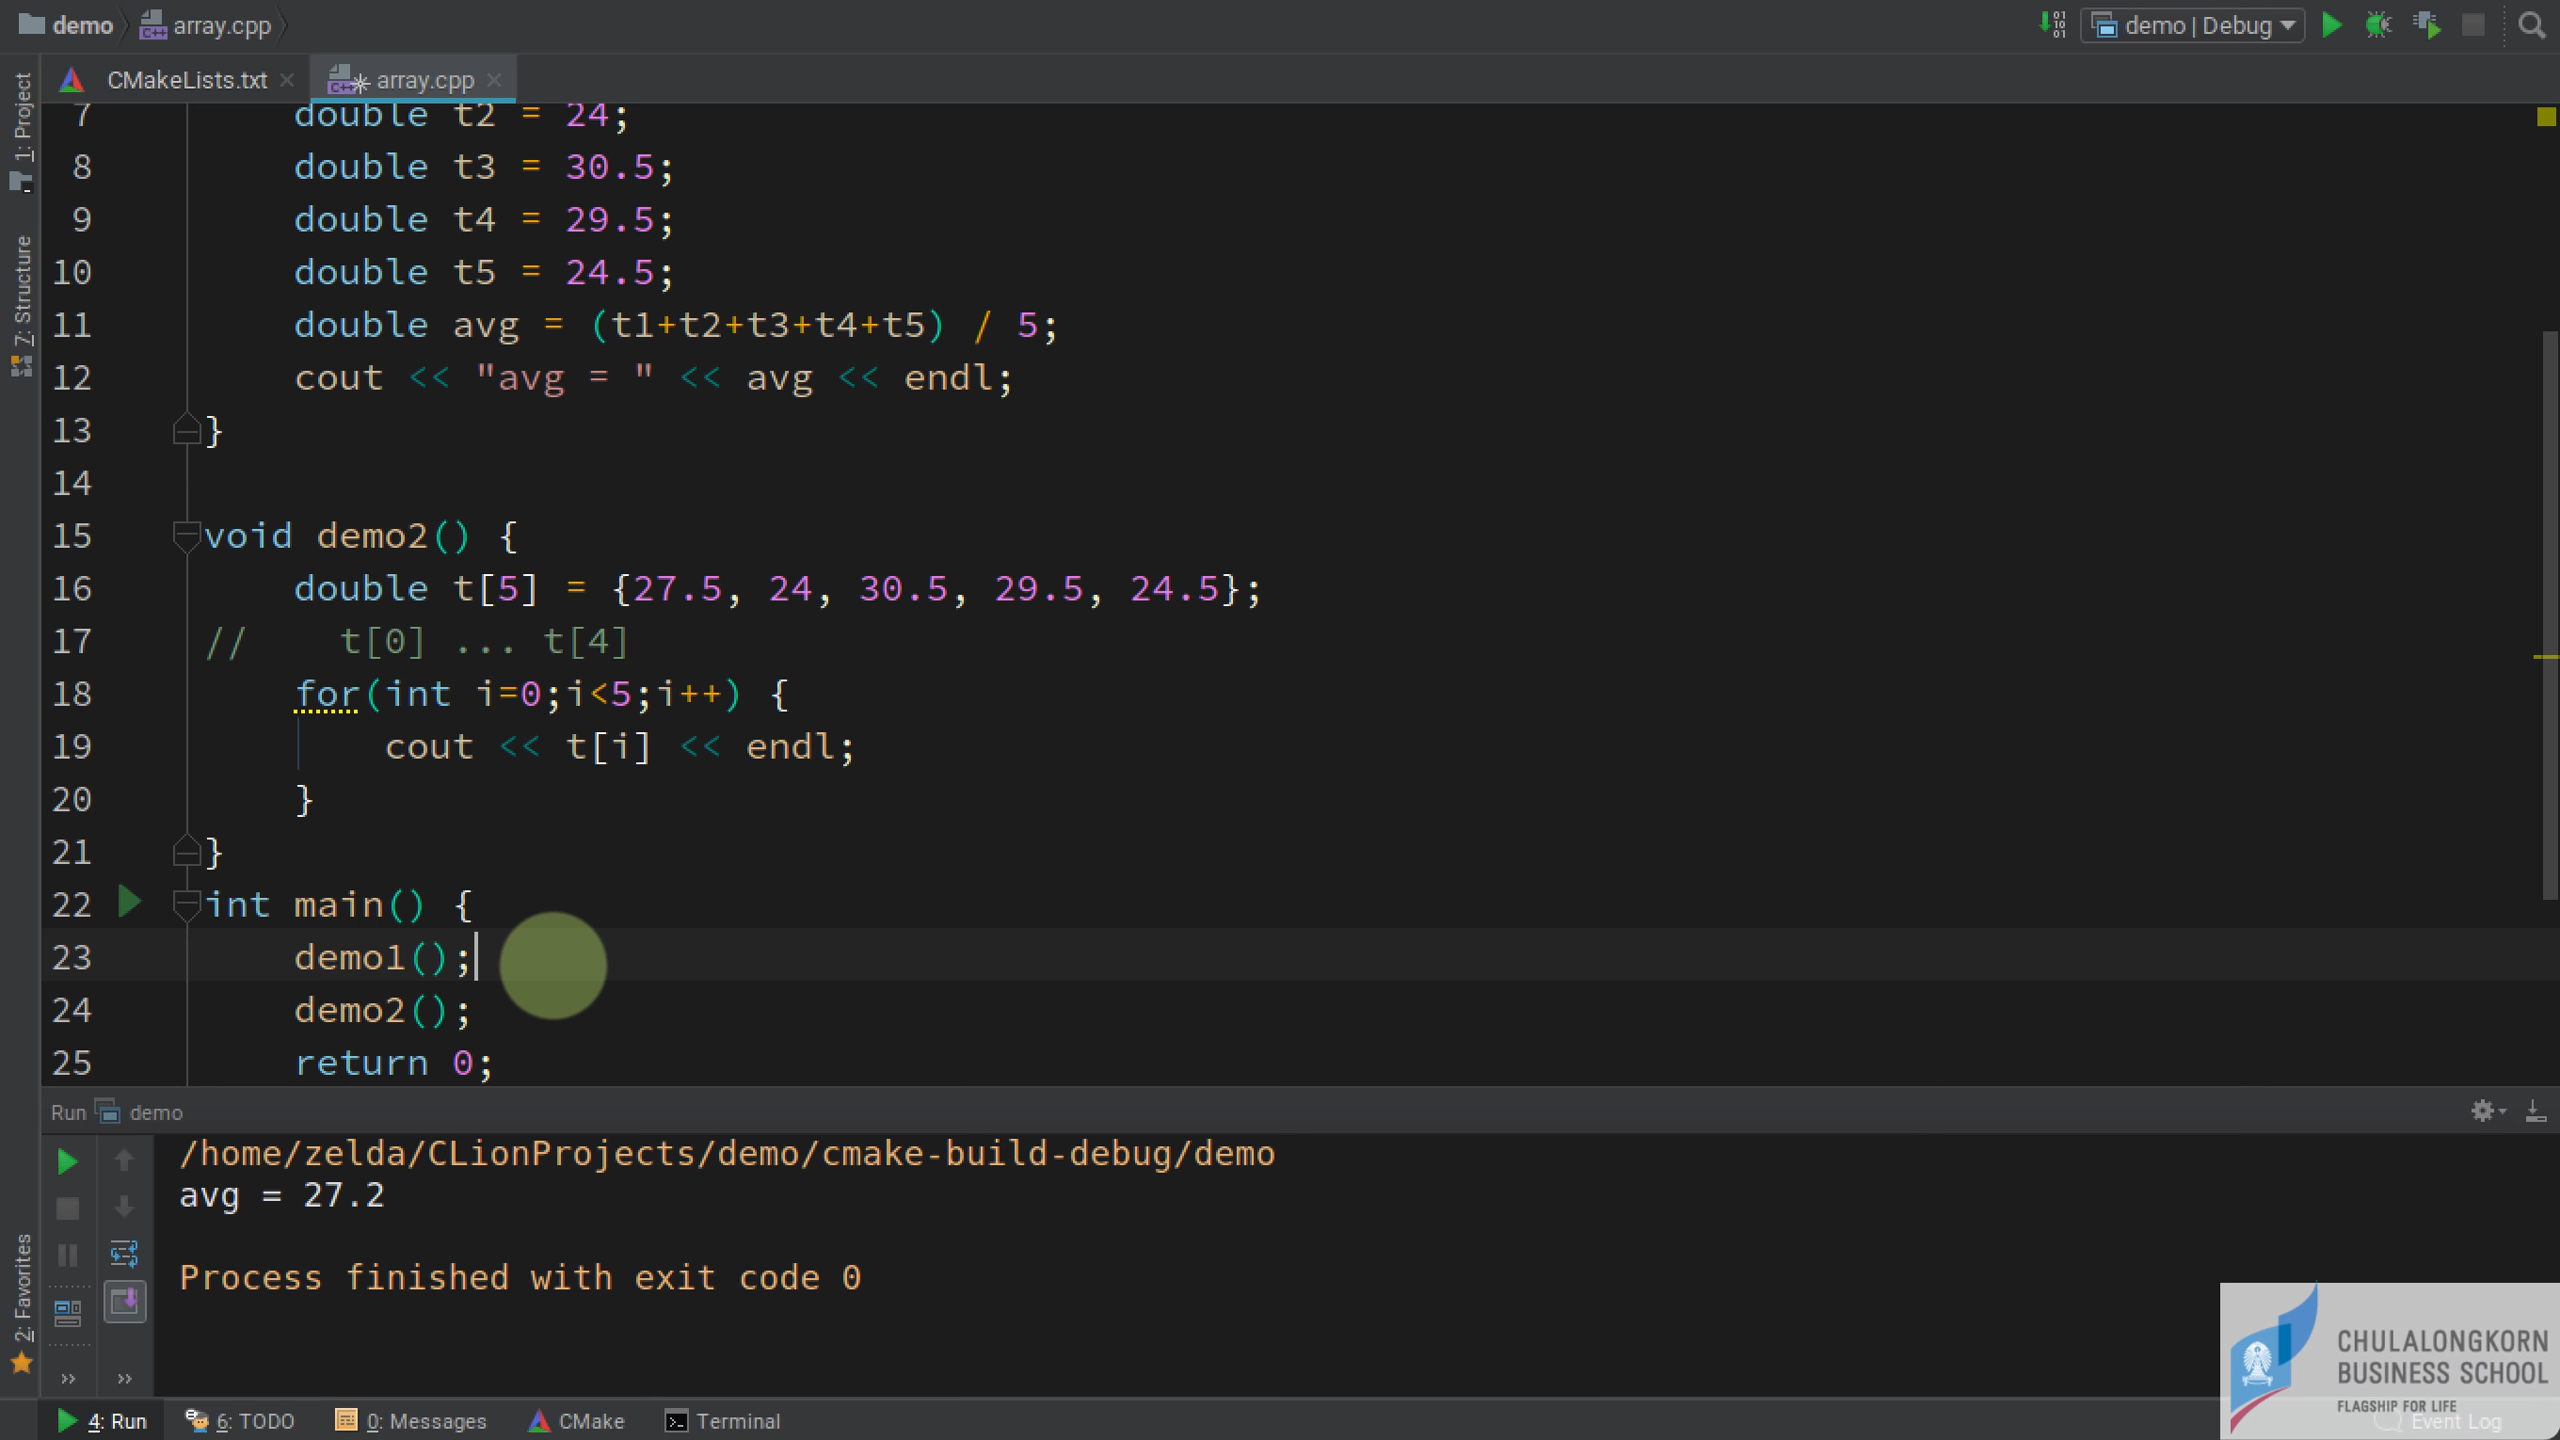 demo array.cpp demo | Debug
CMakeLists.txt array.cpp
1: Project
7: Structure
2: Favorites
7 double t2 = 24;
8 double t3 = 30.5;
9 double t4 = 29.5;
10 double t5 = 24.5;
11 double avg = (t1+t2+t3+t4+t5) / 5;
12 cout << "avg = " << avg << endl;
13 }
14
15 void demo2() {
16 double t[5] = {27.5, 24, 30.5, 29.5, 24.5};
17 // t[0] ... t[4]
18 for(int i=0;i<5;i++) {
19 cout << t[i] << endl;
20 }
21 }
22 int main() {
23 demo1();
24 demo2();
25 return 0;
Run demo
/home/zelda/CLionProjects/demo/cmake-build-debug/demo
avg = 27.2
Process finished with exit code 0
CHULALONGKORN
BUSINESS SCHOOL
FLAGSHIP FOR LIFE
4: Run 6: TODO 0: Messages CMake Terminal Event Log